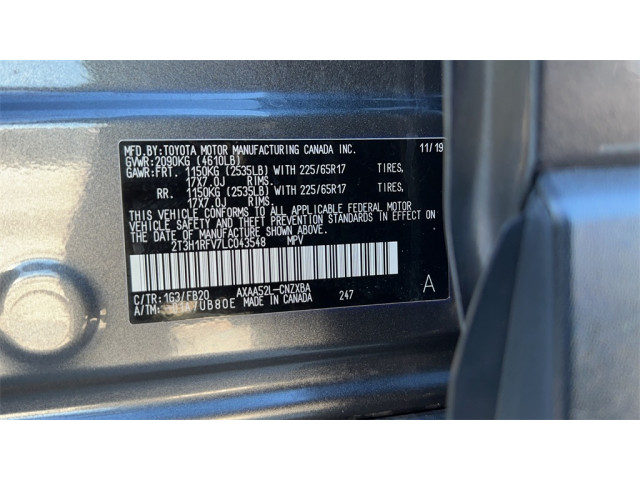 MFD.BY:TOYOTA MOTOR MANUFACTURING CANADA INC. 11/19
GVWR:2090KG (4610LB)
GAWR:FRT. 1150KG (2535LB) WITH 225/65R17 TIRES.
17X7.0J RIMS.
RR. 1150KG (2535LB) WITH 225/65R17 TIRES.
17X7.0J RIMS.
THIS VEHICLE CONFORMS TO ALL APPLICABLE FEDERAL MOTOR
VEHICLE SAFETY AND THEFT PREVENTION STANDARDS IN EFFECT
ON THE DATE OF MANUFACTURE SHOWN ABOVE.
2T3H1RFV7LC043548 MPV
C/TR:1G3/FB20 AXAA52L-CNZXBA A
A/TM: UB80E MADE IN CANADA 247